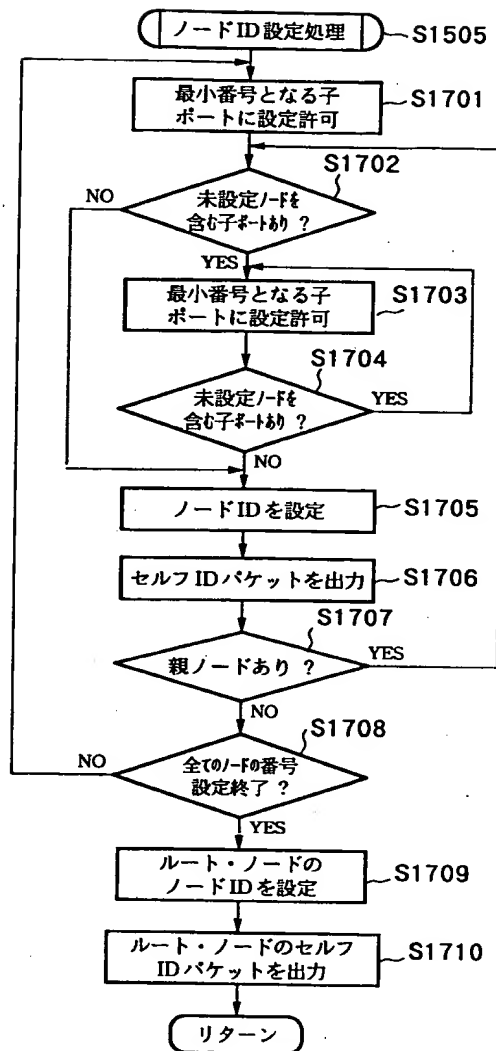 ノードID設定処理
S1505
最小番号となる子
ポートに設定許可
S1701
S1702
NO
未設定ノードを
含む子ポートあり ?
YES
最小番号となる子
ポートに設定許可
S1703
S1704
未設定ノードを
含む子ポートあり ?
YES
NO
ノードIDを設定
S1705
セルフIDパケットを出力
S1706
S1707
親ノードあり ?
YES
NO
S1708
NO
全てのノードの番号
設定終了 ?
YES
ルート・ノードの
ノードIDを設定
S1709
ルート・ノードのセルフ
IDパケットを出力
S1710
リターン